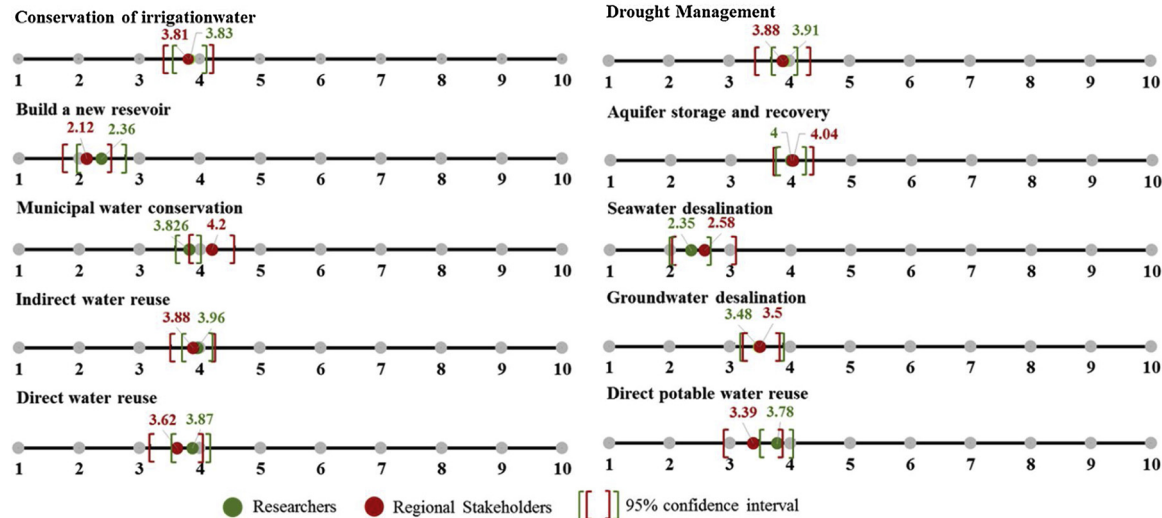 Conservation of irrigationwater
3.81 3.83
1 2 3 4 5 6 7 8 9 10
Build a new resevoir
2.12 2.36
1 2 3 4 5 6 7 8 9 10
Municipal water conservation
3.826 4.2
1 2 3 4 5 6 7 8 9 10
Indirect water reuse
3.88 3.96
1 2 3 4 5 6 7 8 9 10
Direct water reuse
3.62 3.87
1 2 3 4 5 6 7 8 9 10
Drought Management
3.88 3.91
1 2 3 4 5 6 7 8 9 10
Aquifer storage and recovery
4 4.04
1 2 3 4 5 6 7 8 9 10
Seawater desalination
2.35 2.58
1 2 3 4 5 6 7 8 9 10
Groundwater desalination
3.48 3.5
1 2 3 4 5 6 7 8 9 10
Direct potable water reuse
3.39 3.78
1 2 3 4 5 6 7 8 9 10
Researchers Regional Stakeholders [[ ]] 95% confidence interval